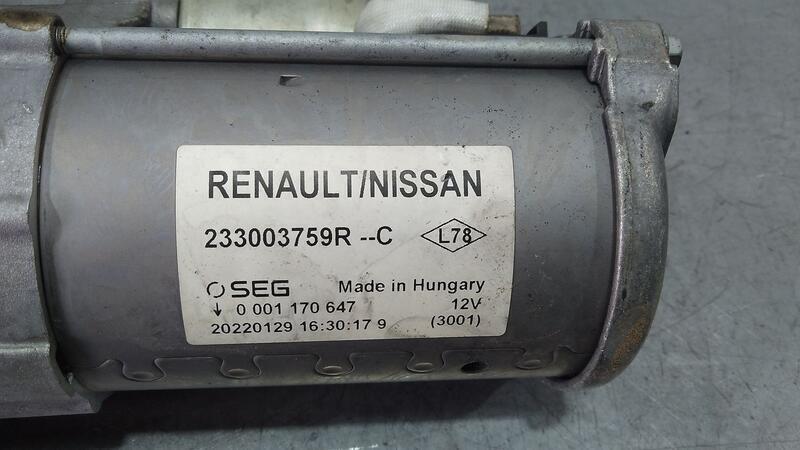 RENAULT/NISSAN
233003759R --C L78
SEG Made in Hungary
↓ 0 001 170 647 12V
20220129 16:30:17 9 (3001)